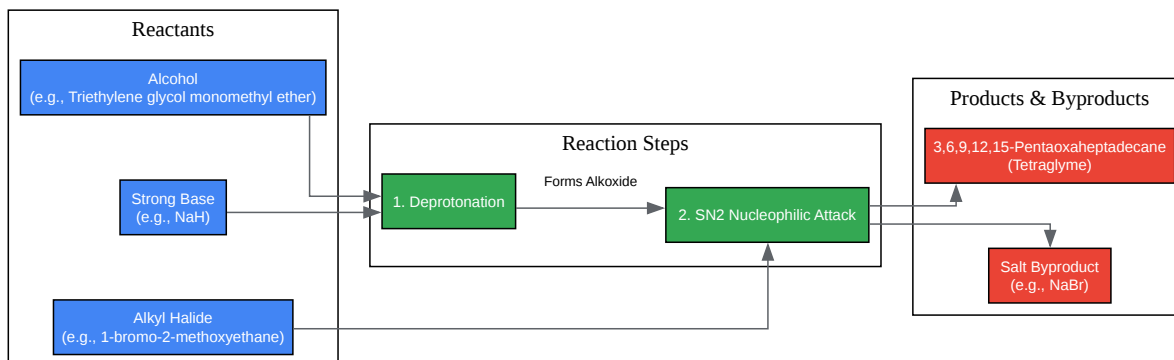 Reactants
Alcohol
(e.g., Triethylene glycol monomethyl ether)
Strong Base
(e.g., NaH)
Alkyl Halide
(e.g., 1-bromo-2-methoxyethane)
Reaction Steps
1. Deprotonation
Forms Alkoxide
2. SN2 Nucleophilic Attack
Products & Byproducts
3,6,9,12,15-Pentaoxaheptadecane
(Tetraglyme)
Salt Byproduct
(e.g., NaBr)